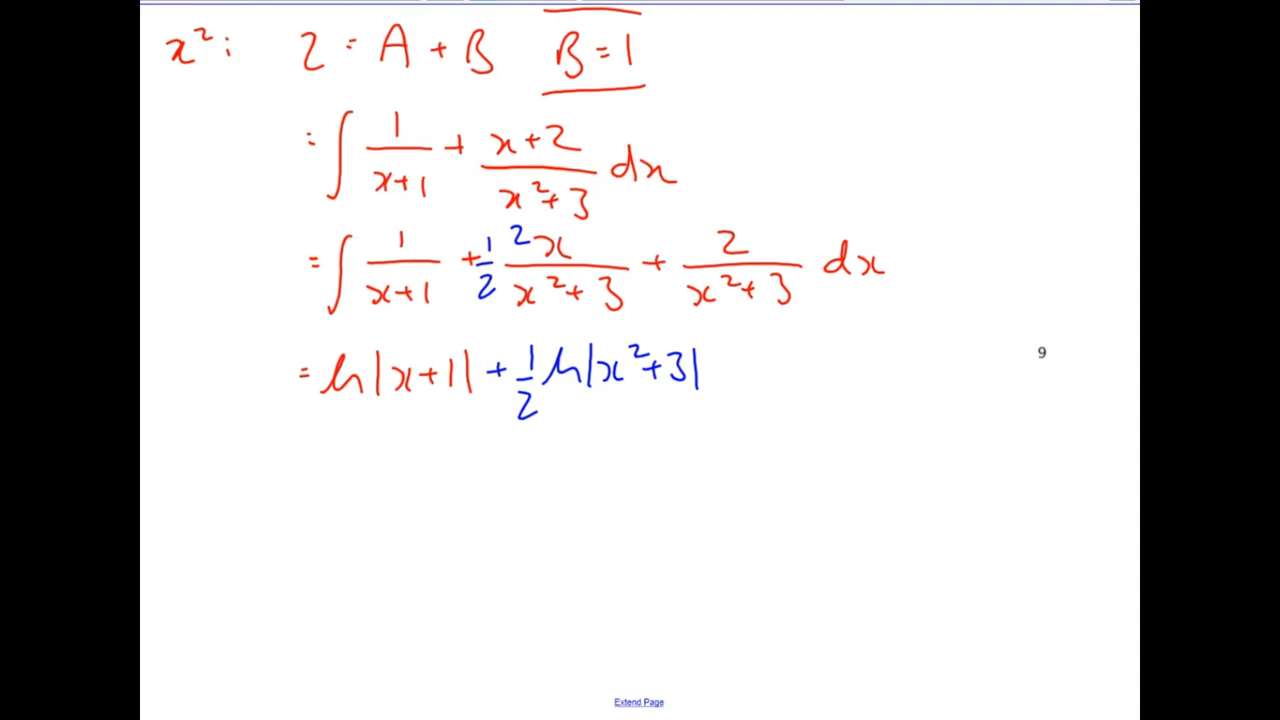 x²: 2 = A + B B = 1
= ∫ 1/(x+1) + (x+2)/(x²+3) dx
= ∫ 1/(x+1) + 1/2 2x/(x²+3) + 2/(x²+3) dx
= ln|x+1| + 1/2 ln|x²+3|
9
Extend Page